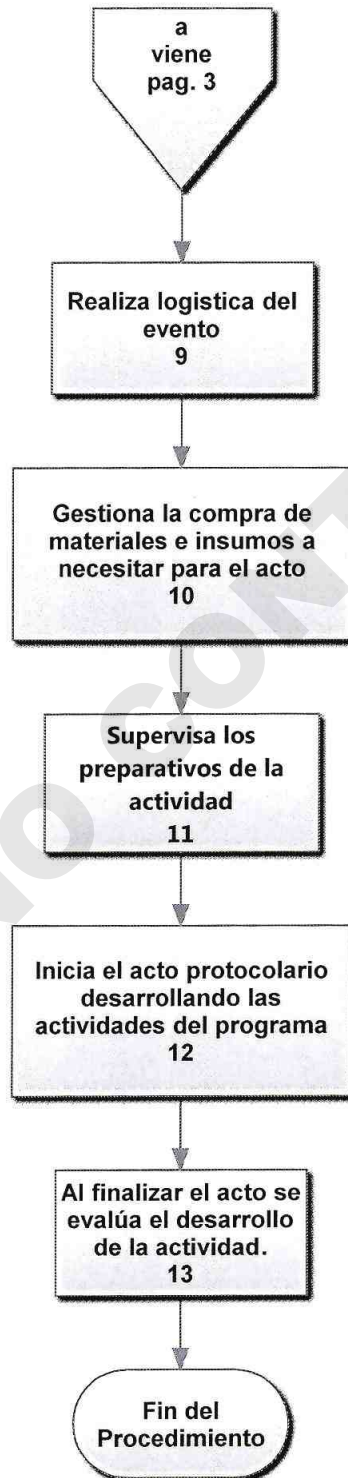 a
viene
pag. 3
Realiza logistica del
evento
9
Gestiona la compra de
materiales e insumos a
necesitar para el acto
10
Supervisa los
preparativos de la
actividad
11
Inicia el acto protocolario
desarrollando las
actividades del programa
12
Al finalizar el acto se
evalúa el desarrollo
de la actividad.
13
Fin del
Procedimiento
NO CONT